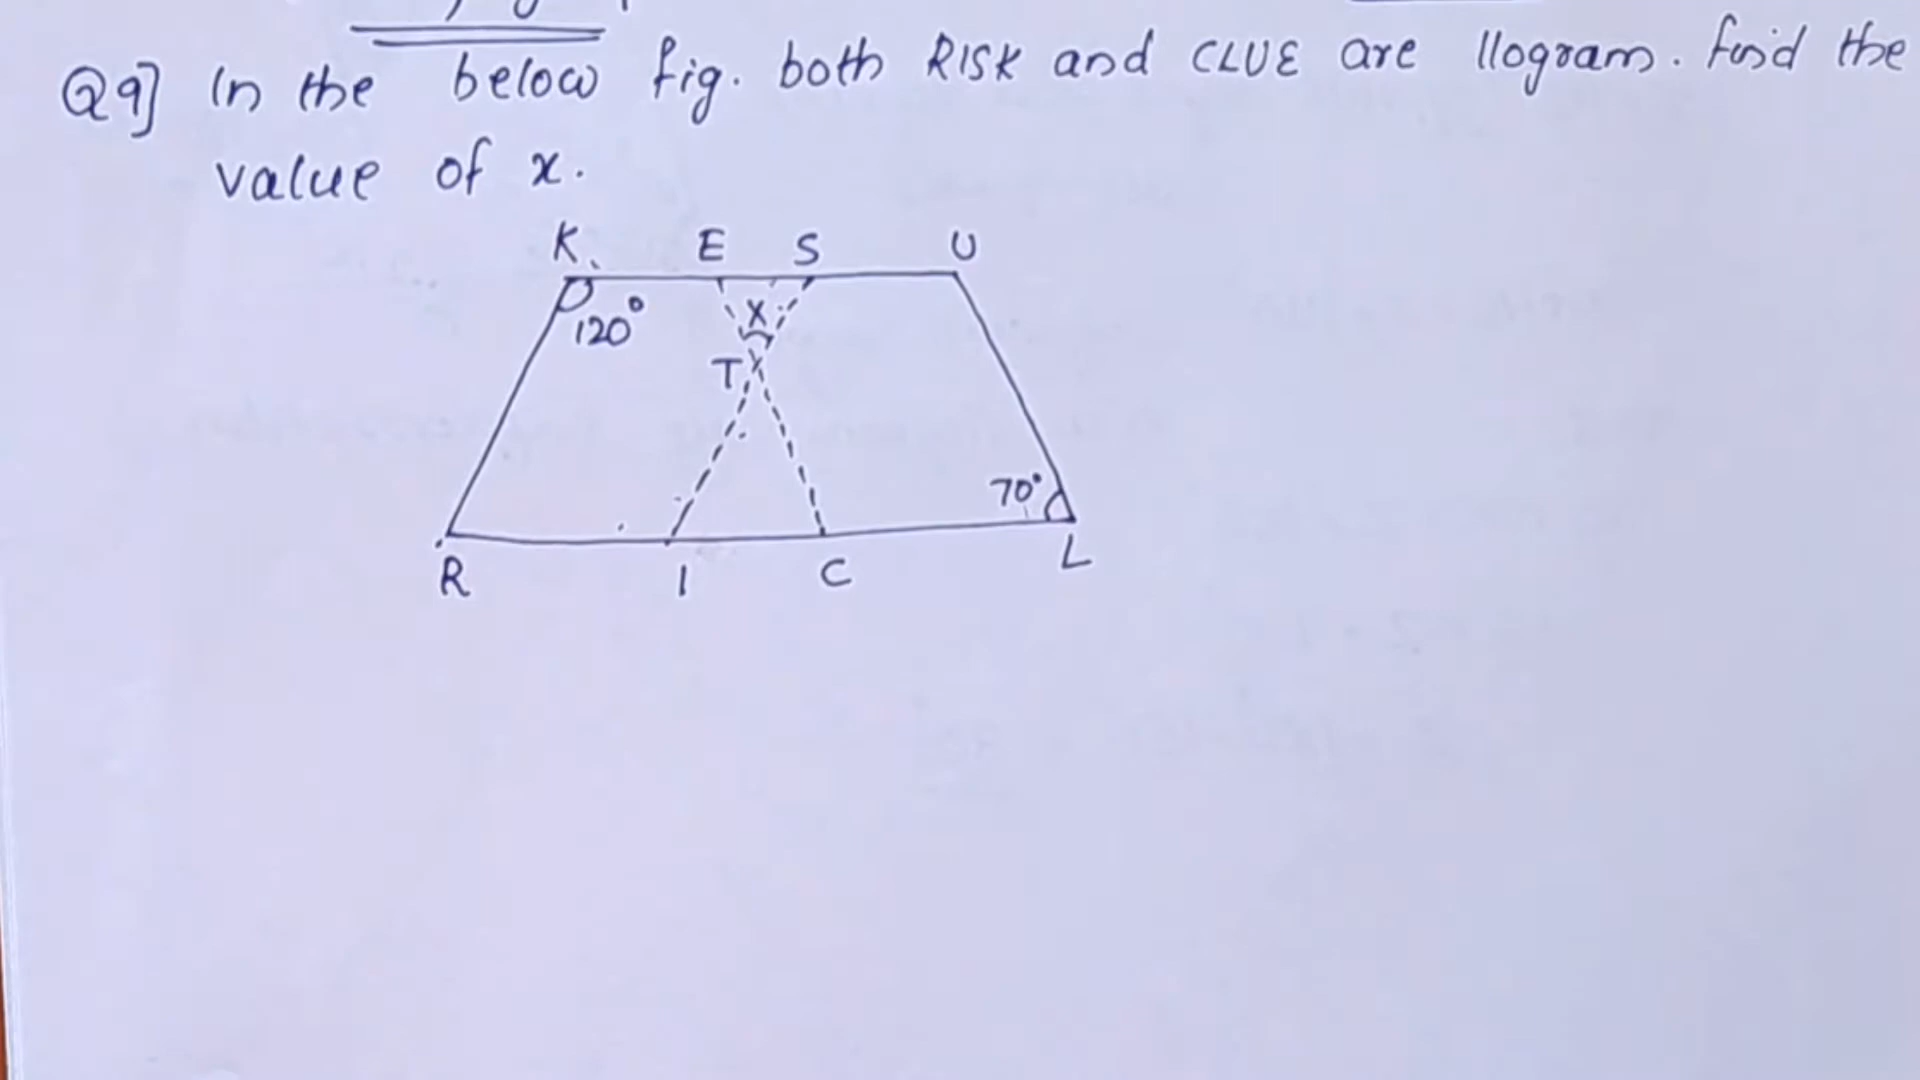 Q9] In the below fig. both RISK and CLUE are llogram. find the
value of x.
K E S U
120°
x
T
70°
R I C L